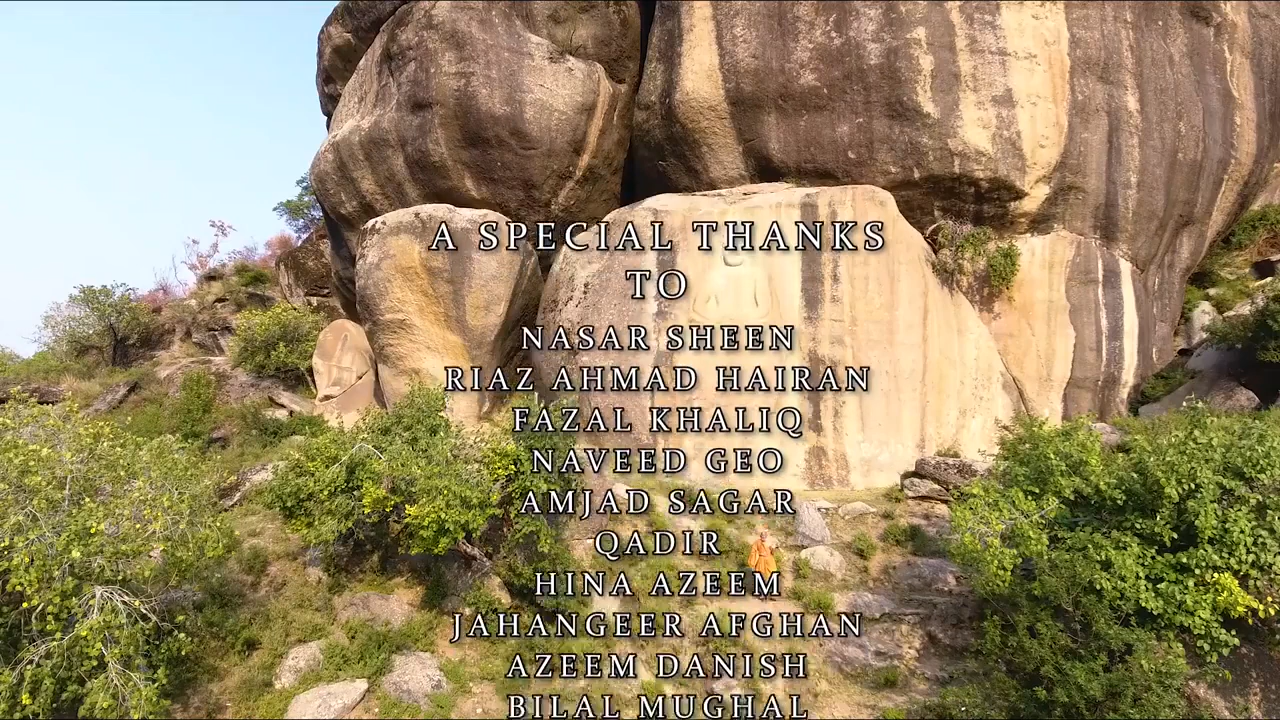 A SPECIAL THANKS
TO
NASAR SHEEN
RIAZ AHMAD HAIRAN
FAZAL KHALIQ
NAVEED GEO
AMJAD SAGAR
QADIR
HINA AZEEM
JAHANGEER AFGHAN
AZEEM DANISH
BILAL MUGHAL